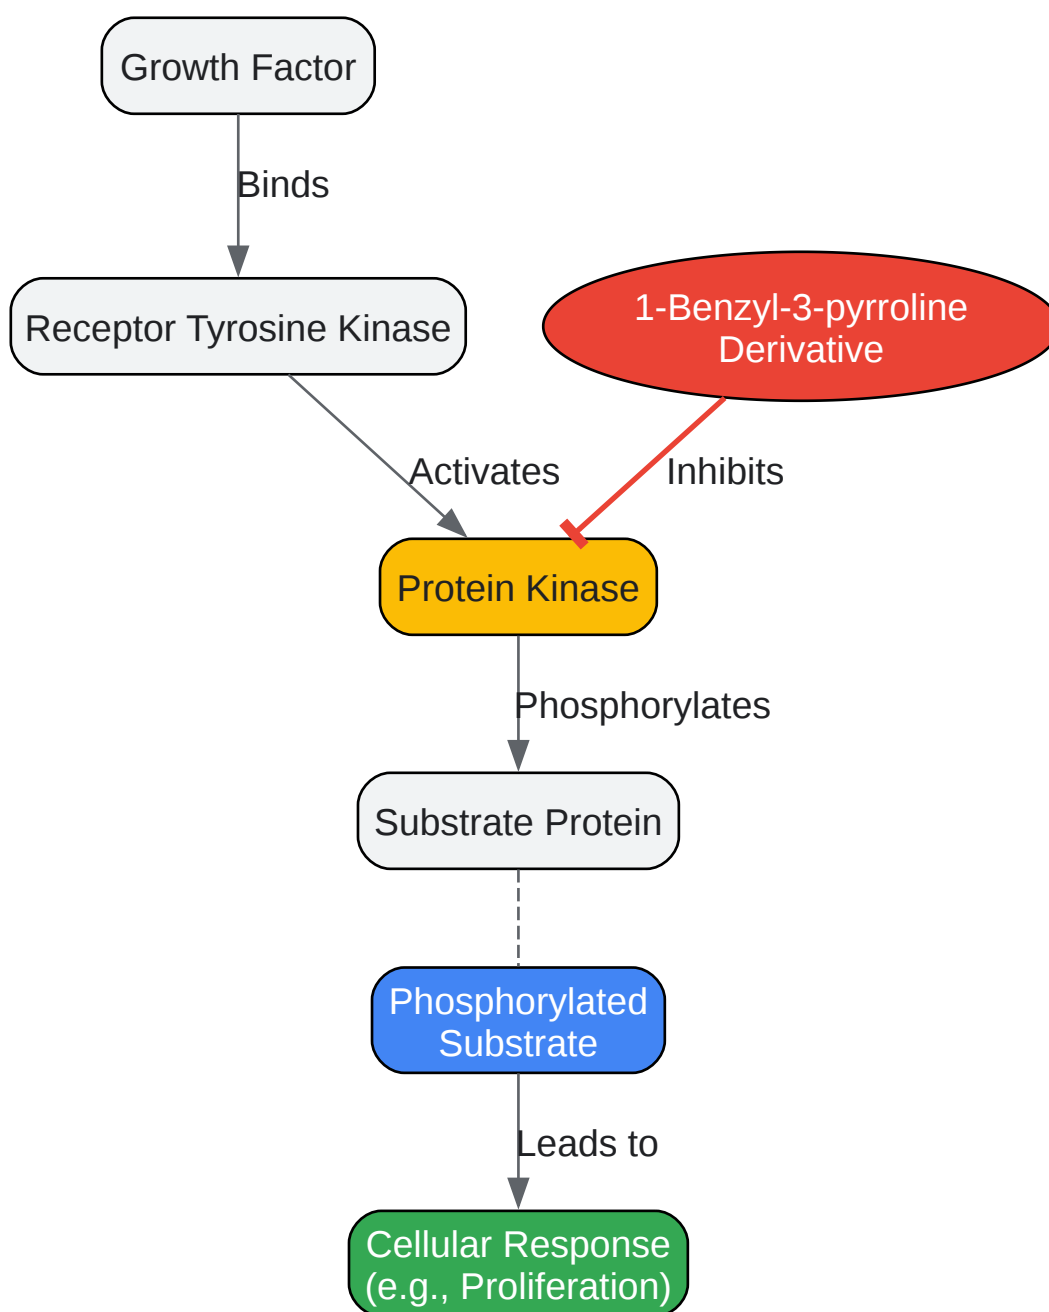 Growth Factor
Binds
Receptor Tyrosine Kinase
1-Benzyl-3-pyrroline
Derivative
Activates
Inhibits
Protein Kinase
Phosphorylates
Substrate Protein
Phosphorylated
Substrate
Leads to
Cellular Response
(e.g., Proliferation)